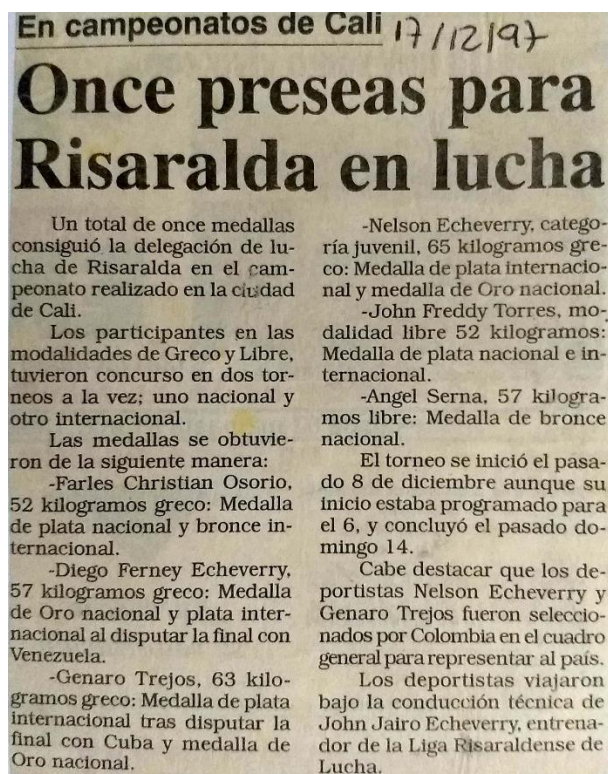 En campeonatos de Cali
17/12/97
Once preseas para
Risaralda en lucha
Un total de once medallas
consiguió la delegación de lu-
cha de Risaralda en el cam-
peonato realizado en la ciudad
de Cali.
Los participantes en las
modalidades de Greco y Libre,
tuvieron concurso en dos tor-
neos a la vez; uno nacional y
otro internacional.
Las medallas se obtuvie-
ron de la siguiente manera:
-Farles Christian Osorio,
52 kilogramos greco: Medalla
de plata nacional y bronce in-
ternacional.
-Diego Ferney Echeverry,
57 kilogramos greco: Medalla
de Oro nacional y plata inter-
nacional al disputar la final con
Venezuela.
-Genaro Trejos, 63 kilo-
gramos greco: Medalla de plata
internacional tras disputar la
final con Cuba y medalla de
Oro nacional.
-Nelson Echeverry, catego-
ría juvenil, 65 kilogramos gre-
co: Medalla de plata internacio-
nal y medalla de Oro nacional.
-John Freddy Torres, mo-
dalidad libre 52 kilogramos:
Medalla de plata nacional e in-
ternacional.
-Angel Serna, 57 kilogra-
mos libre: Medalla de bronce
nacional.
El torneo se inició el pasa-
do 8 de diciembre aunque su
inicio estaba programado para
el 6, y concluyó el pasado do-
mingo 14.
Cabe destacar que los de-
portistas Nelson Echeverry y
Genaro Trejos fueron seleccio-
nados por Colombia en el cuadro
general para representar al país.
Los deportistas viajaron
bajo la conducción técnica de
John Jairo Echeverry, entrena-
dor de la Liga Risaraldense de
Lucha.